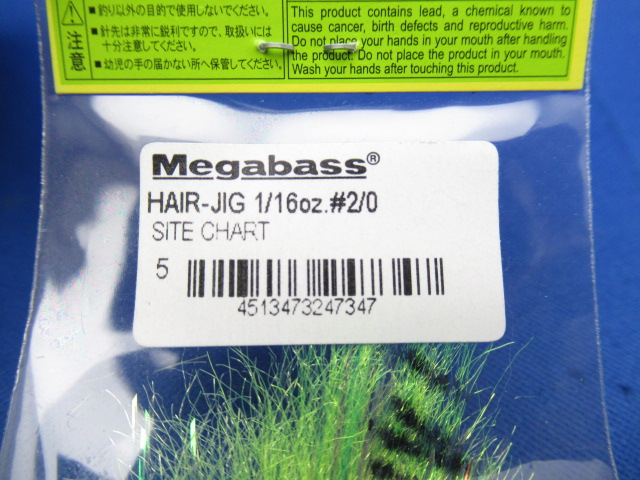 注意
■釣り以外の目的で使用しないでください。
■針先は非常に鋭利ですので、取扱いには
十分注意してください。
■幼児の手の届かない所へ保管してください。
This product contains lead, a chemical known to
cause cancer, birth defects and reproductive harm.
Do not place your hands in your mouth after handling
the product. Do not place the product in your mouth.
Wash your hands after touching this product.
Megabass®
HAIR-JIG 1/16oz.#2/0
SITE CHART
5
4513473247347